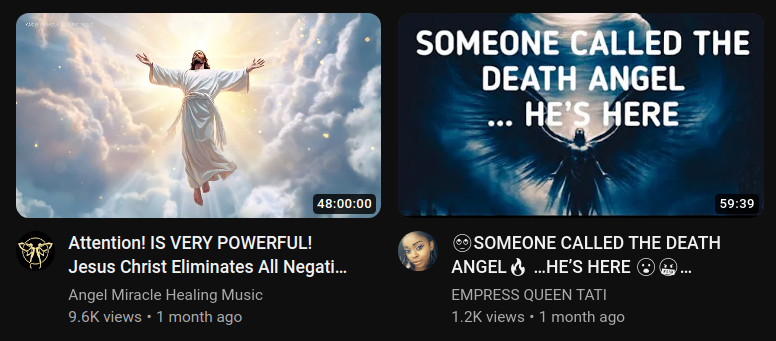 48:00:00
SOMEONE CALLED THE
DEATH ANGEL
... HE'S HERE
59:39
Attention! IS VERY POWERFUL!
Jesus Christ Eliminates All Negati...
Angel Miracle Healing Music
9.6K views • 1 month ago
🥺SOMEONE CALLED THE DEATH
ANGEL🔥 ...HE'S HERE 😮🤬...
EMPRESS QUEEN TATI
1.2K views • 1 month ago